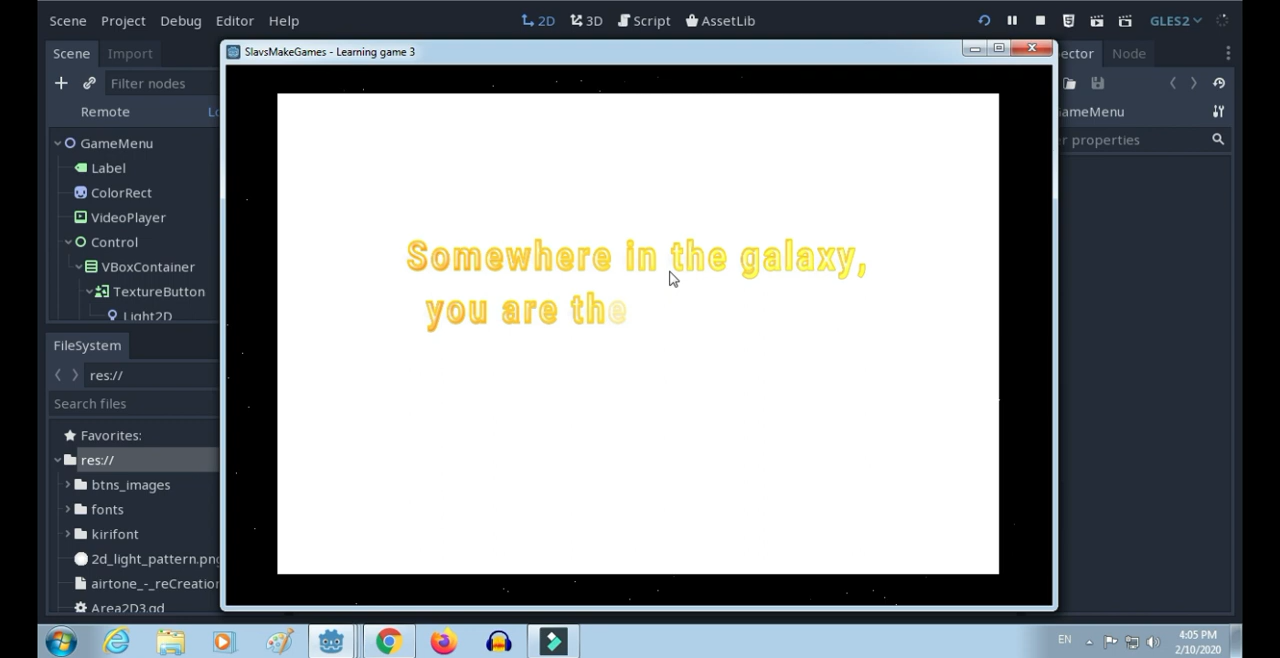 Scene Project Debug Editor Help 2D 3D Script AssetLib GLES2
Scene Import
SlavsMakeGames - Learning game 3
Node
Filter nodes
Remote
GameMenu
Label
ColorRect
VideoPlayer
Control
VBoxContainer
TextureButton
Light2D
Somewhere in the galaxy,
you are the
FileSystem
res://
Search files
Favorites:
res://
btns_images
fonts
kirifont
2d_light_pattern.png
airtone_-_reCreation
Area2D3.gd
properties
EN
4:05 PM
2/10/2020